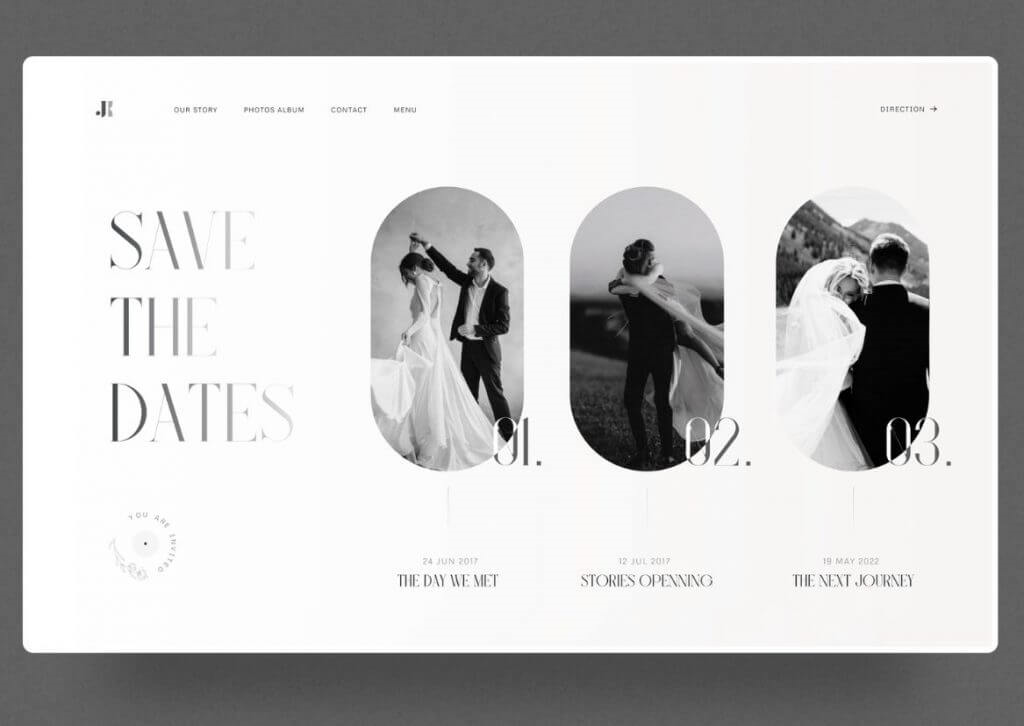 JK
OUR STORY
PHOTOS ALBUM
CONTACT
MENU
DIRECTION →
SAVE
THE
DATES
YOU ARE INVITED
01.
02.
03.
24 JUN 2017
THE DAY WE MET
12 JUL 2017
STORIES OPENNING
19 MAY 2022
THE NEXT JOURNEY